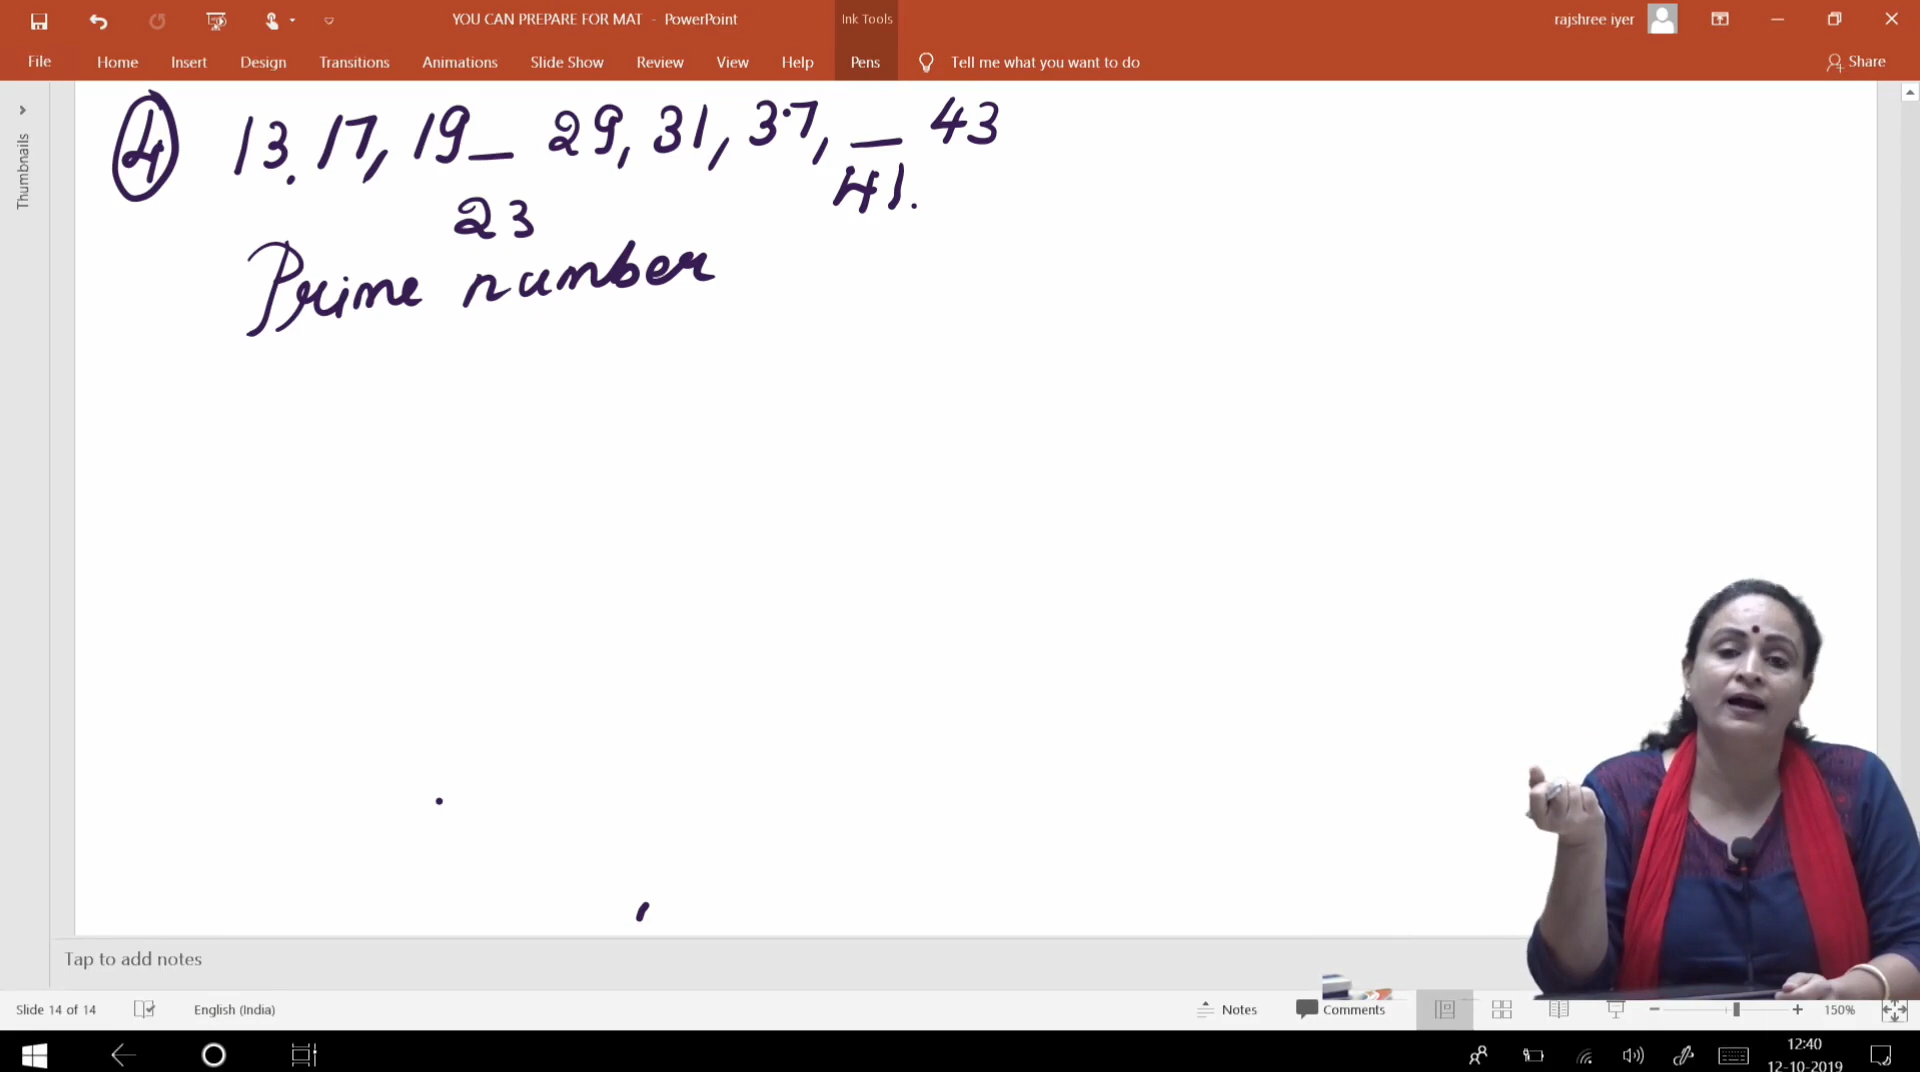 YOU CAN PREPARE FOR MAT - PowerPoint
Ink Tools
rajshree iyer
File Home Insert Design Transitions Animations Slide Show Review View Help Pens Tell me what you want to do Share
Thumbnails
4 13. 17, 19 _ 29, 31, 37, _ 43
23 41.
Prime number
Tap to add notes
Slide 14 of 14 English (India) Notes Comments 150%
12:40
12-10-2019